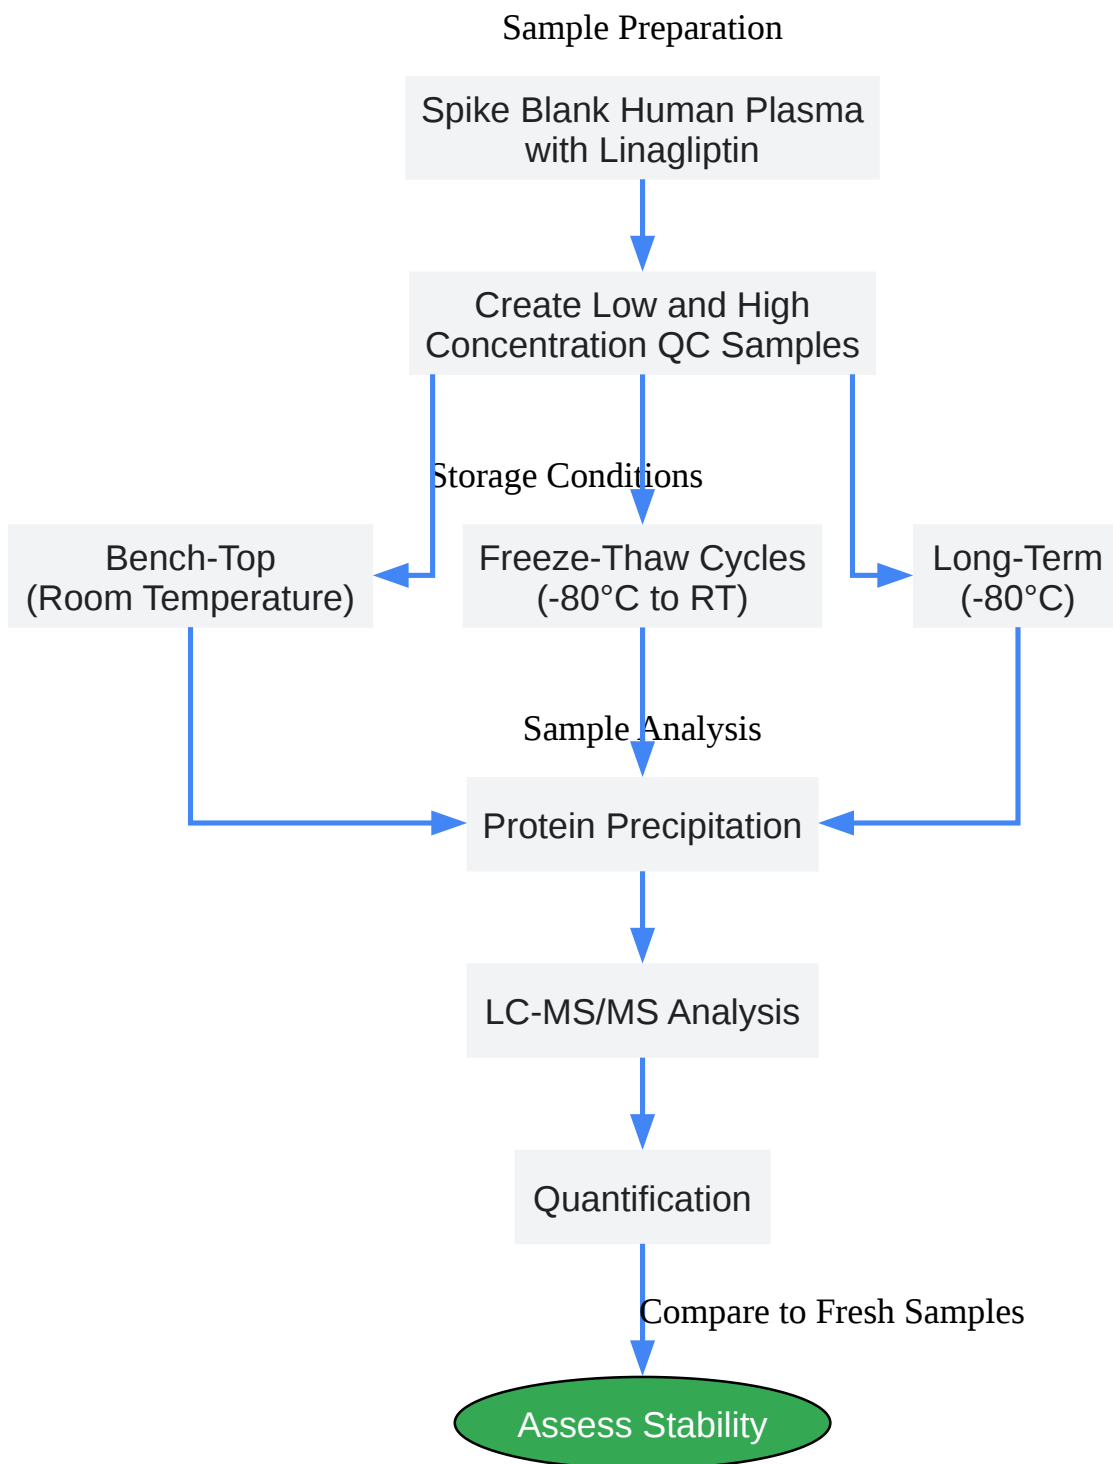 Sample Preparation
Spike Blank Human Plasma
with Linagliptin
Create Low and High
Concentration QC Samples
Storage Conditions
Bench-Top
(Room Temperature)
Freeze-Thaw Cycles
(-80°C to RT)
Long-Term
(-80°C)
Sample Analysis
Protein Precipitation
LC-MS/MS Analysis
Quantification
Compare to Fresh Samples
Assess Stability